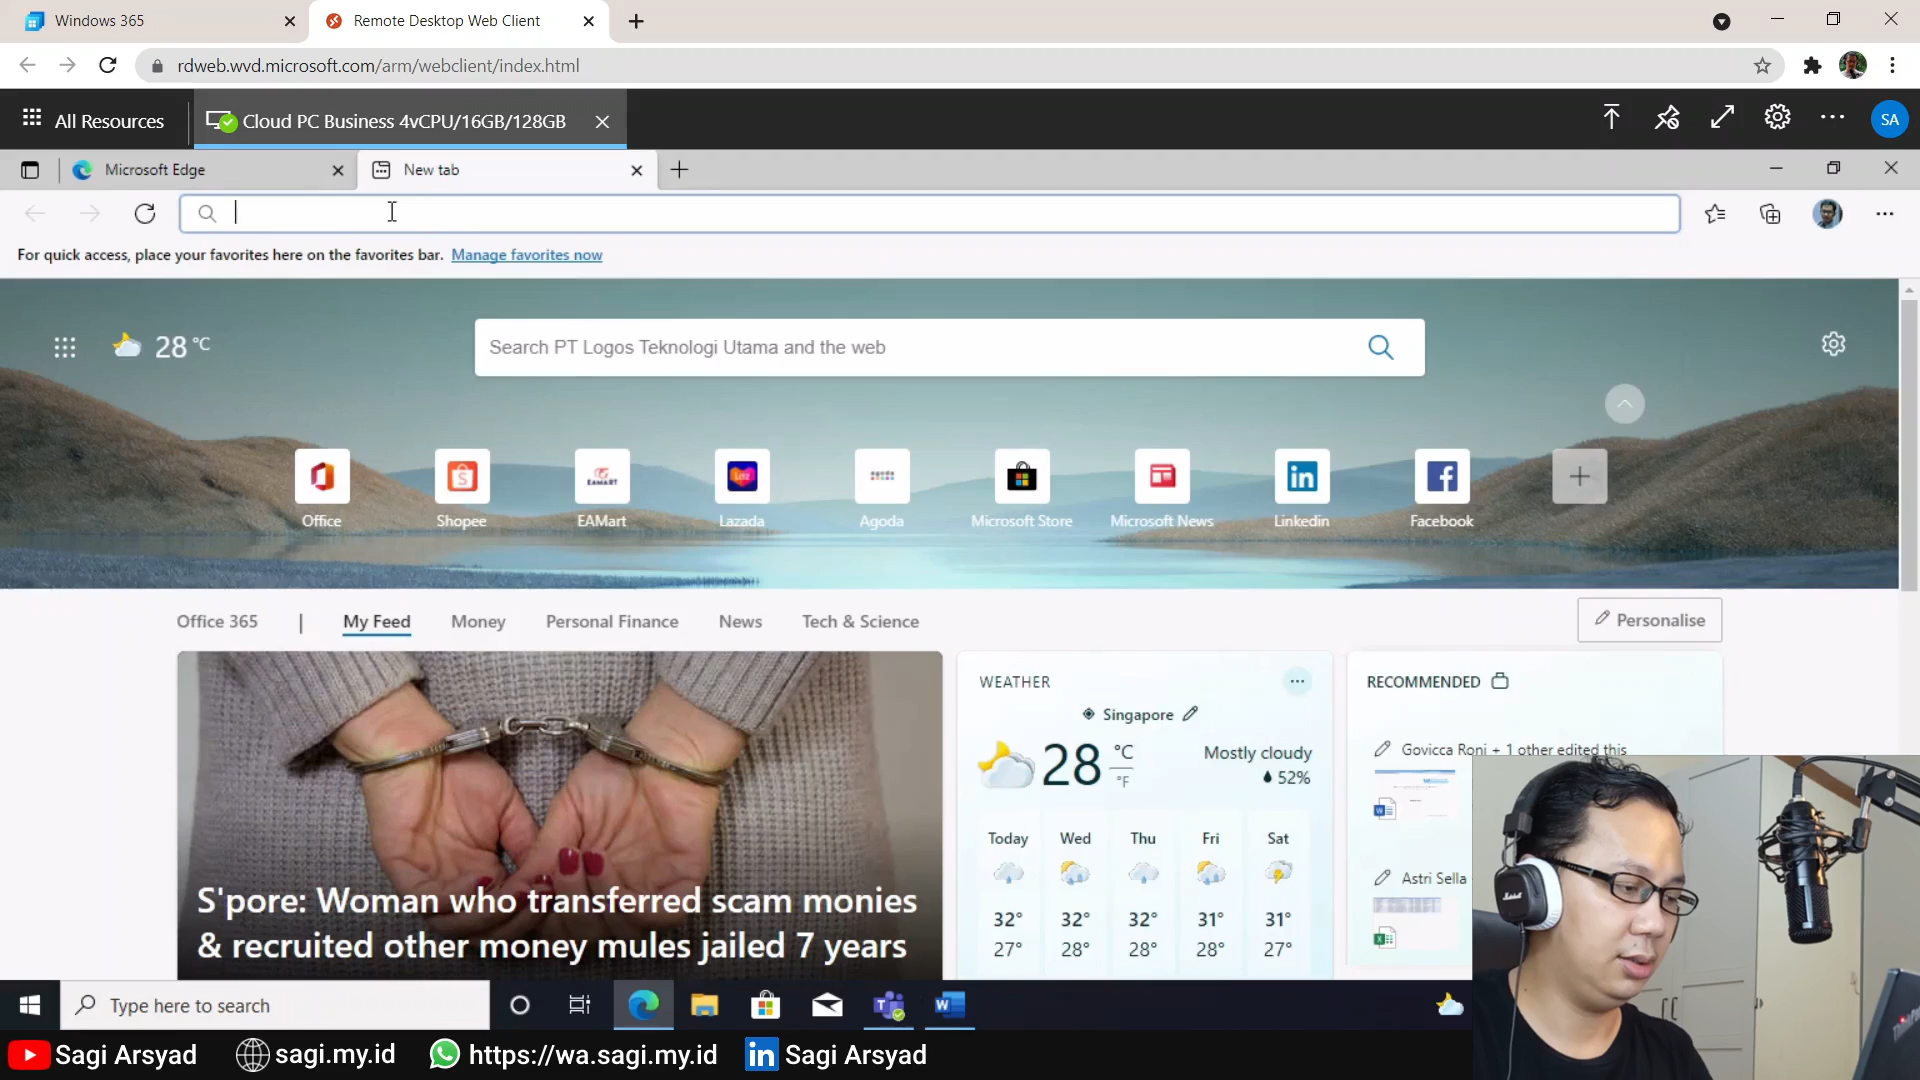 Windows 365
Remote Desktop Web Client
rdweb.wvd.microsoft.com/arm/webclient/index.html
All Resources
Cloud PC Business 4vCPU/16GB/128GB
SA
Microsoft Edge
New tab
For quick access, place your favorites here on the favorites bar. Manage favorites now
28 °C
Search PT Logos Teknologi Utama and the web
Office
Shopee
EAMart
Lazada
Agoda
Microsoft Store
Microsoft News
Linkedin
Facebook
Office 365 | My Feed Money Personal Finance News Tech & Science
Personalise
S'pore: Woman who transferred scam monies
& recruited other money mules jailed 7 years
WEATHER
Singapore
28 °C
°F
Mostly cloudy
52%
Today Wed Thu Fri Sat
32° 32° 32° 31° 31°
27° 28° 28° 28° 27°
RECOMMENDED
Govicca Roni + 1 other edited this
Astri Sella
Type here to search
Sagi Arsyad
sagi.my.id
https://wa.sagi.my.id
Sagi Arsyad